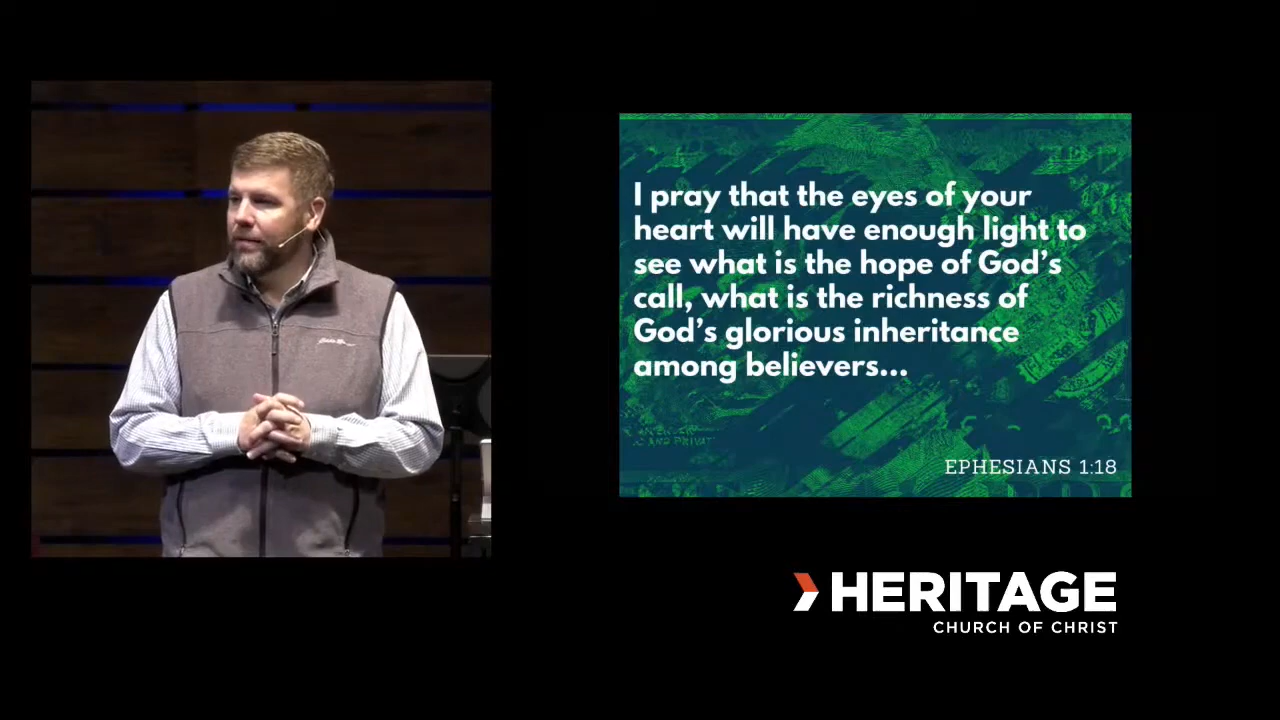 I pray that the eyes of your
heart will have enough light to
see what is the hope of God's
call, what is the richness of
God's glorious inheritance
among believers...
EPHESIANS 1:18
HERITAGE
CHURCH OF CHRIST